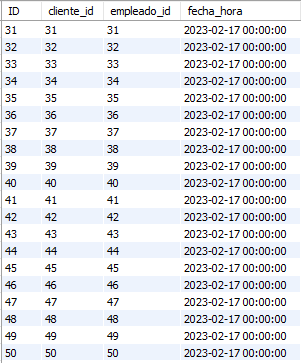 ID cliente_id empleado_id fecha_hora
31 31 31 2023-02-17 00:00:00
32 32 32 2023-02-17 00:00:00
33 33 33 2023-02-17 00:00:00
34 34 34 2023-02-17 00:00:00
35 35 35 2023-02-17 00:00:00
36 36 36 2023-02-17 00:00:00
37 37 37 2023-02-17 00:00:00
38 38 38 2023-02-17 00:00:00
39 39 39 2023-02-17 00:00:00
40 40 40 2023-02-17 00:00:00
41 41 41 2023-02-17 00:00:00
42 42 42 2023-02-17 00:00:00
43 43 43 2023-02-17 00:00:00
44 44 44 2023-02-17 00:00:00
45 45 45 2023-02-17 00:00:00
46 46 46 2023-02-17 00:00:00
47 47 47 2023-02-17 00:00:00
48 48 48 2023-02-17 00:00:00
49 49 49 2023-02-17 00:00:00
50 50 50 2023-02-17 00:00:00